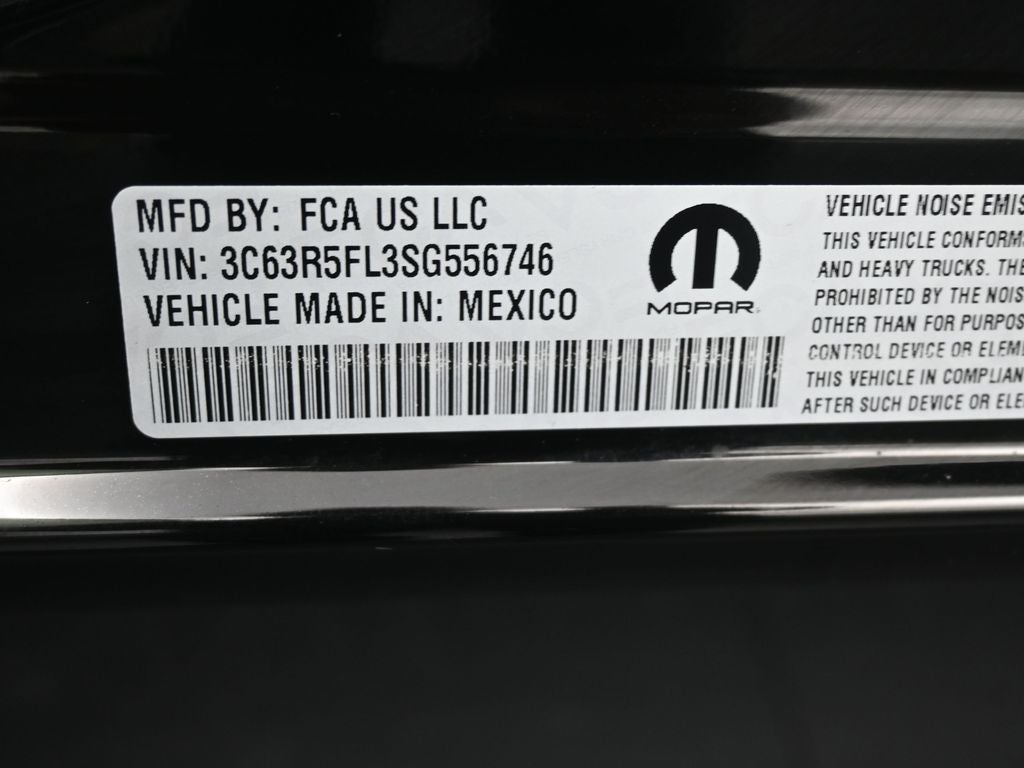 MFD BY: FCA US LLC
VIN: 3C63R5FL3SG556746
VEHICLE MADE IN: MEXICO
MOPAR
VEHICLE NOISE EMIS
THIS VEHICLE CONFORM
AND HEAVY TRUCKS. THE
PROHIBITED BY THE NOIS
OTHER THAN FOR PURPOS
CONTROL DEVICE OR ELEME
THIS VEHICLE IN COMPLIAN
AFTER SUCH DEVICE OR ELE